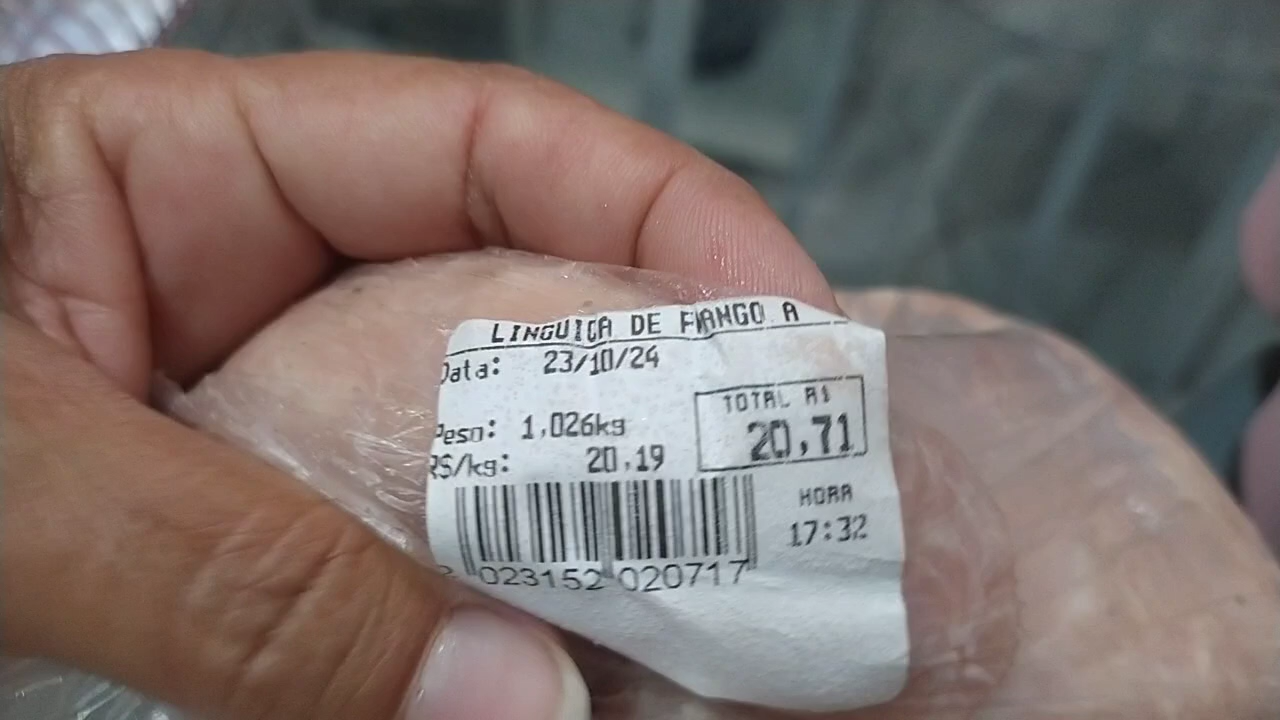 LINGUIÇA DE FRANGO A
Data: 23/10/24
Peso: 1,026kg
R$/kg: 20,19
TOTAL R$
20,71
HORA
17:32
2 023152 020717